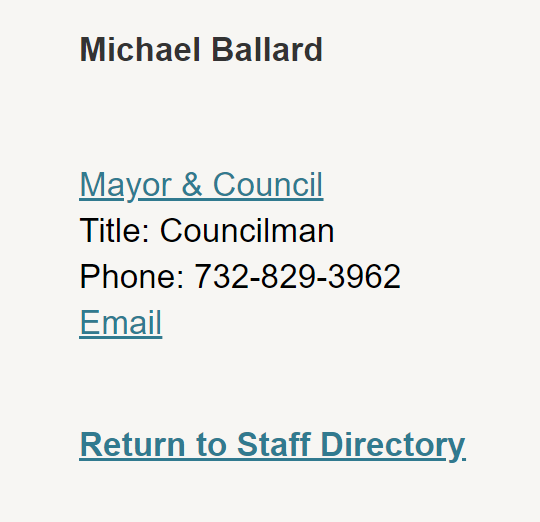 Michael Ballard
Mayor & Council
Title: Councilman
Phone: 732-829-3962
Email
Return to Staff Directory